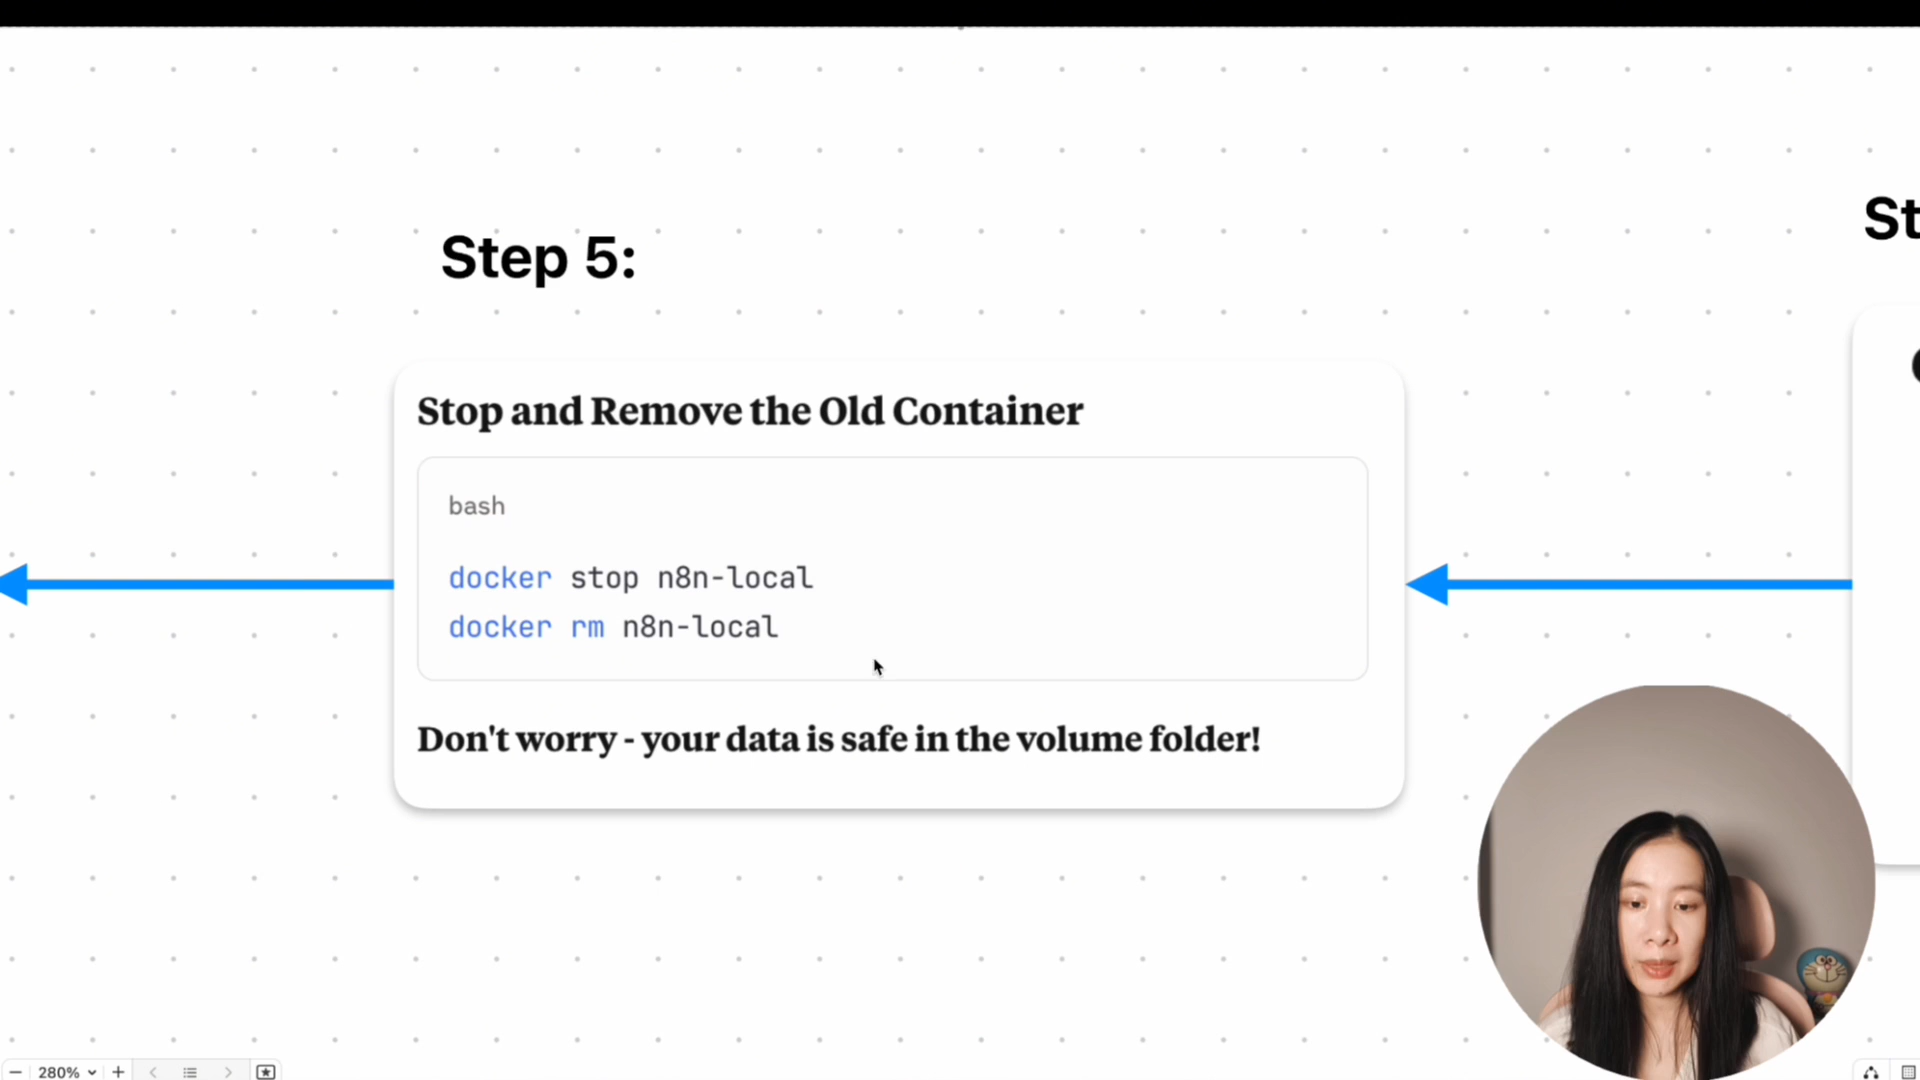 St
Step 5:
Stop and Remove the Old Container
bash
docker stop n8n-local
docker rm n8n-local
Don't worry - your data is safe in the volume folder!
280%